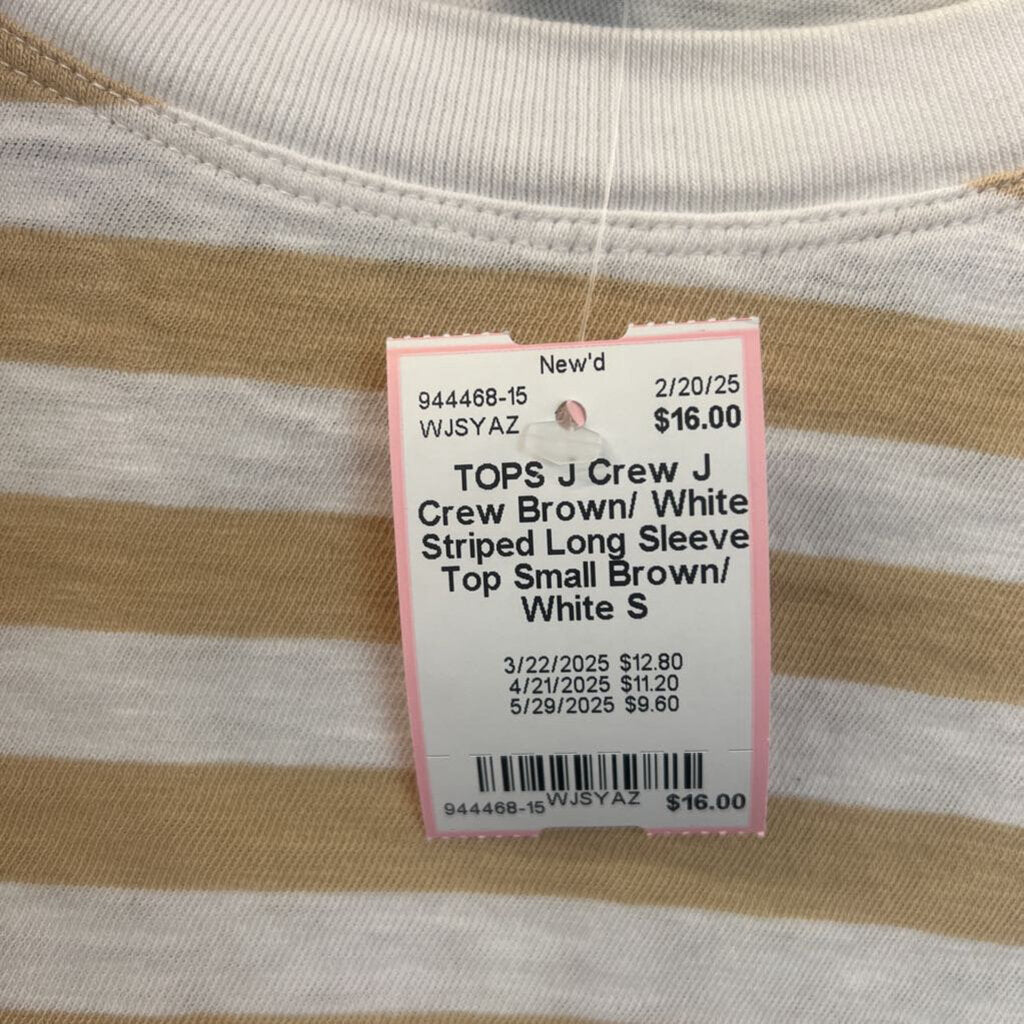 New'd
944468-15 2/20/25
WJSYAZ $16.00
TOPS J Crew J
Crew Brown/ White
Striped Long Sleeve
Top Small Brown/
White S
3/22/2025 $12.80
4/21/2025 $11.20
5/29/2025 $9.60
944468-15 WJSYAZ $16.00